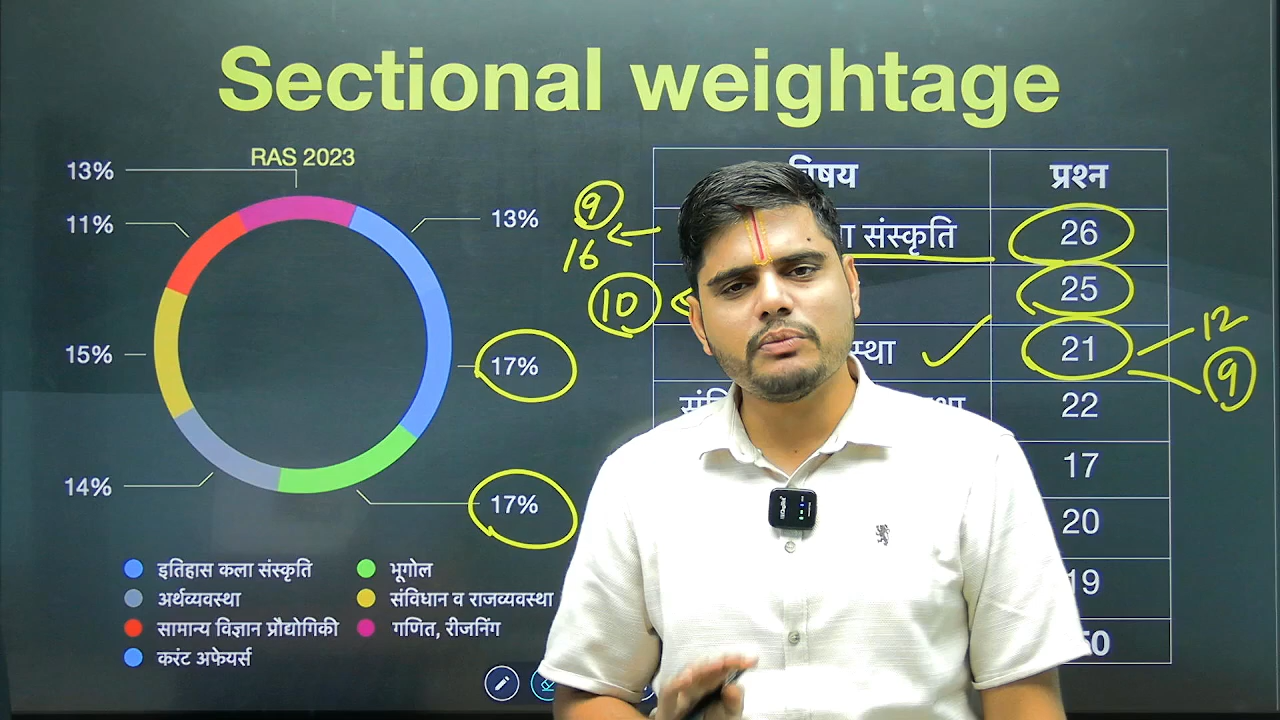 Sectional weightage
RAS 2023
13%
11%
15%
14%
13%
17%
17%
इतिहास कला संस्कृति
भूगोल
अर्थव्यवस्था
संविधान व राजव्यवस्था
सामान्य विज्ञान प्रौद्योगिकी
गणित, रीजनिंग
करंट अफेयर्स
विषय प्रश्न
संस्कृति 26
25
21
22
17
20
19
9
16
10
12
9